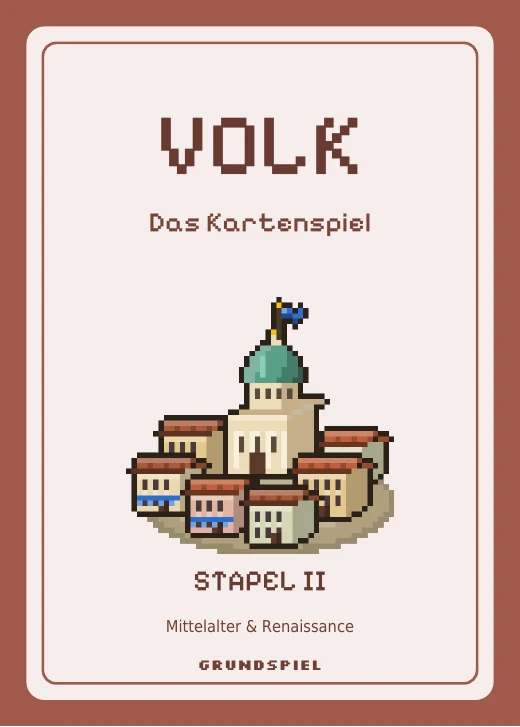 VOLK
Das Kartenspiel
STAPEL II
Mittelalter & Renaissance
GRUNDSPIEL